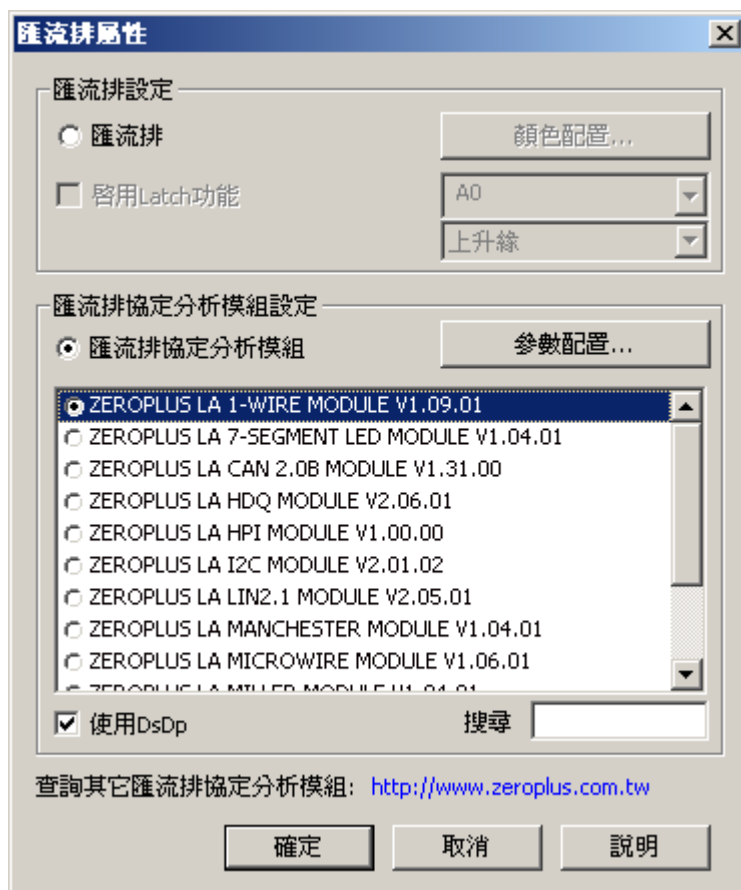 匯流排屬性
匯流排設定
匯流排
顏色配置...
啓用Latch功能
A0
上升緣
匯流排協定分析模組設定
匯流排協定分析模組
參數配置...
ZEROPLUS LA 1-WIRE MODULE V1.09.01
ZEROPLUS LA 7-SEGMENT LED MODULE V1.04.01
ZEROPLUS LA CAN 2.0B MODULE V1.31.00
ZEROPLUS LA HDQ MODULE V2.06.01
ZEROPLUS LA HPI MODULE V1.00.00
ZEROPLUS LA I2C MODULE V2.01.02
ZEROPLUS LA LIN2.1 MODULE V2.05.01
ZEROPLUS LA MANCHESTER MODULE V1.04.01
ZEROPLUS LA MICROWIRE MODULE V1.06.01
ZEROPLUS LA MILLER MODULE V1.04.01
使用DsDp
搜尋
查詢其它匯流排協定分析模組: http://www.zeroplus.com.tw
確定
取消
說明